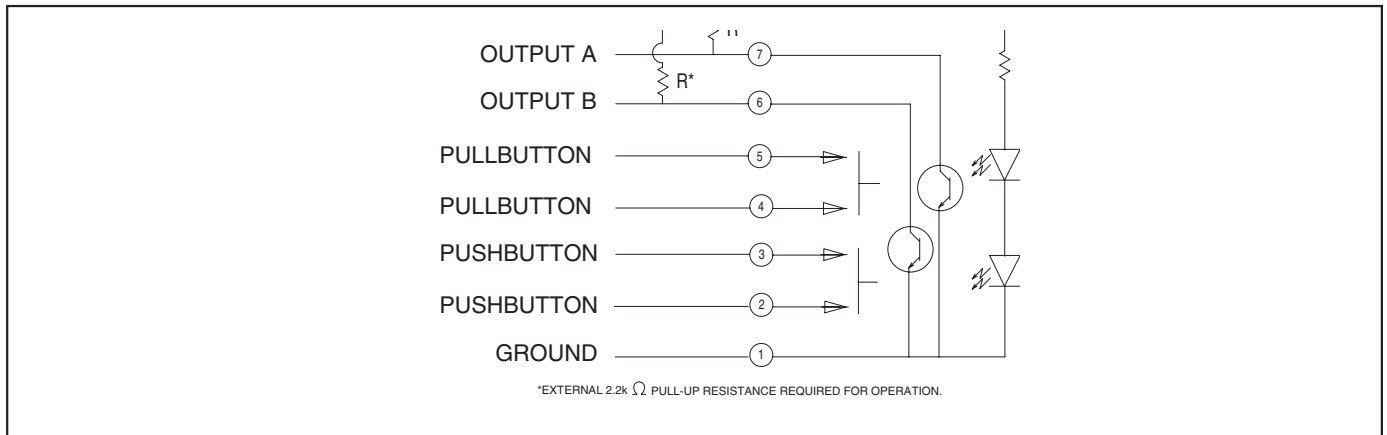 OUTPUT A
7
R*
OUTPUT B
6
PULLBUTTON
5
PULLBUTTON
4
PUSHBUTTON
3
PUSHBUTTON
2
GROUND
1
*EXTERNAL 2.2k Ω PULL-UP RESISTANCE REQUIRED FOR OPERATION.